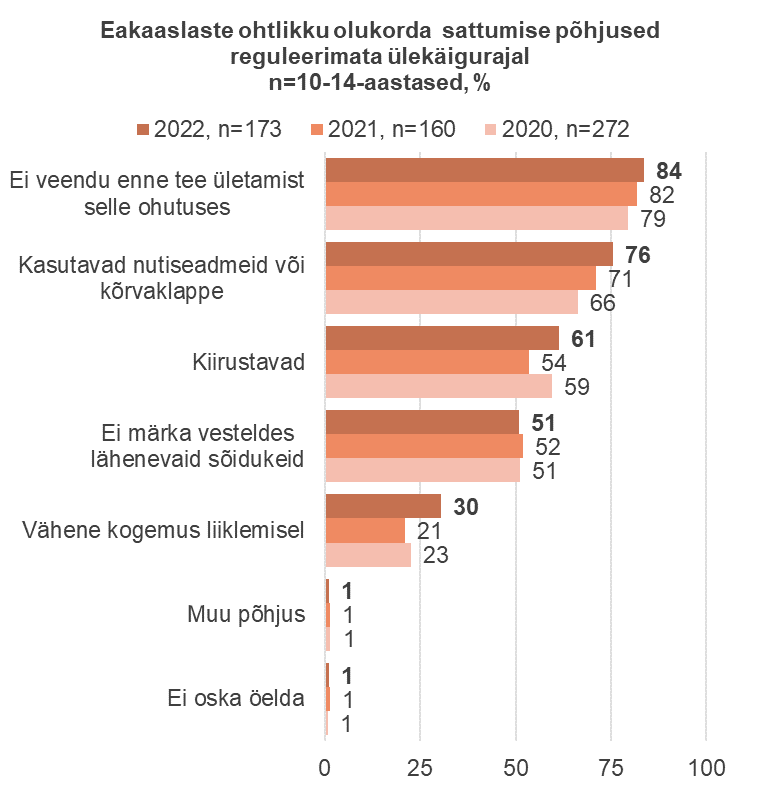 Eakaaslaste ohtlikku olukorda sattumise põhjused
reguleerimata ülekäigurajal
n=10-14-aastased, %
2022, n=173 2021, n=160 2020, n=272
Ei veendu enne tee ületamist
selle ohutuses
84
82
79
Kasutavad nutiseadmeid või
kõrvaklappe
76
71
66
Kiirustavad
61
54
59
Ei märka vesteldes
lähenevaid sõidukeid
51
52
51
Vähene kogemus liiklemisel
30
21
23
Muu põhjus
1
1
1
Ei oska öelda
1
1
1
0 25 50 75 100